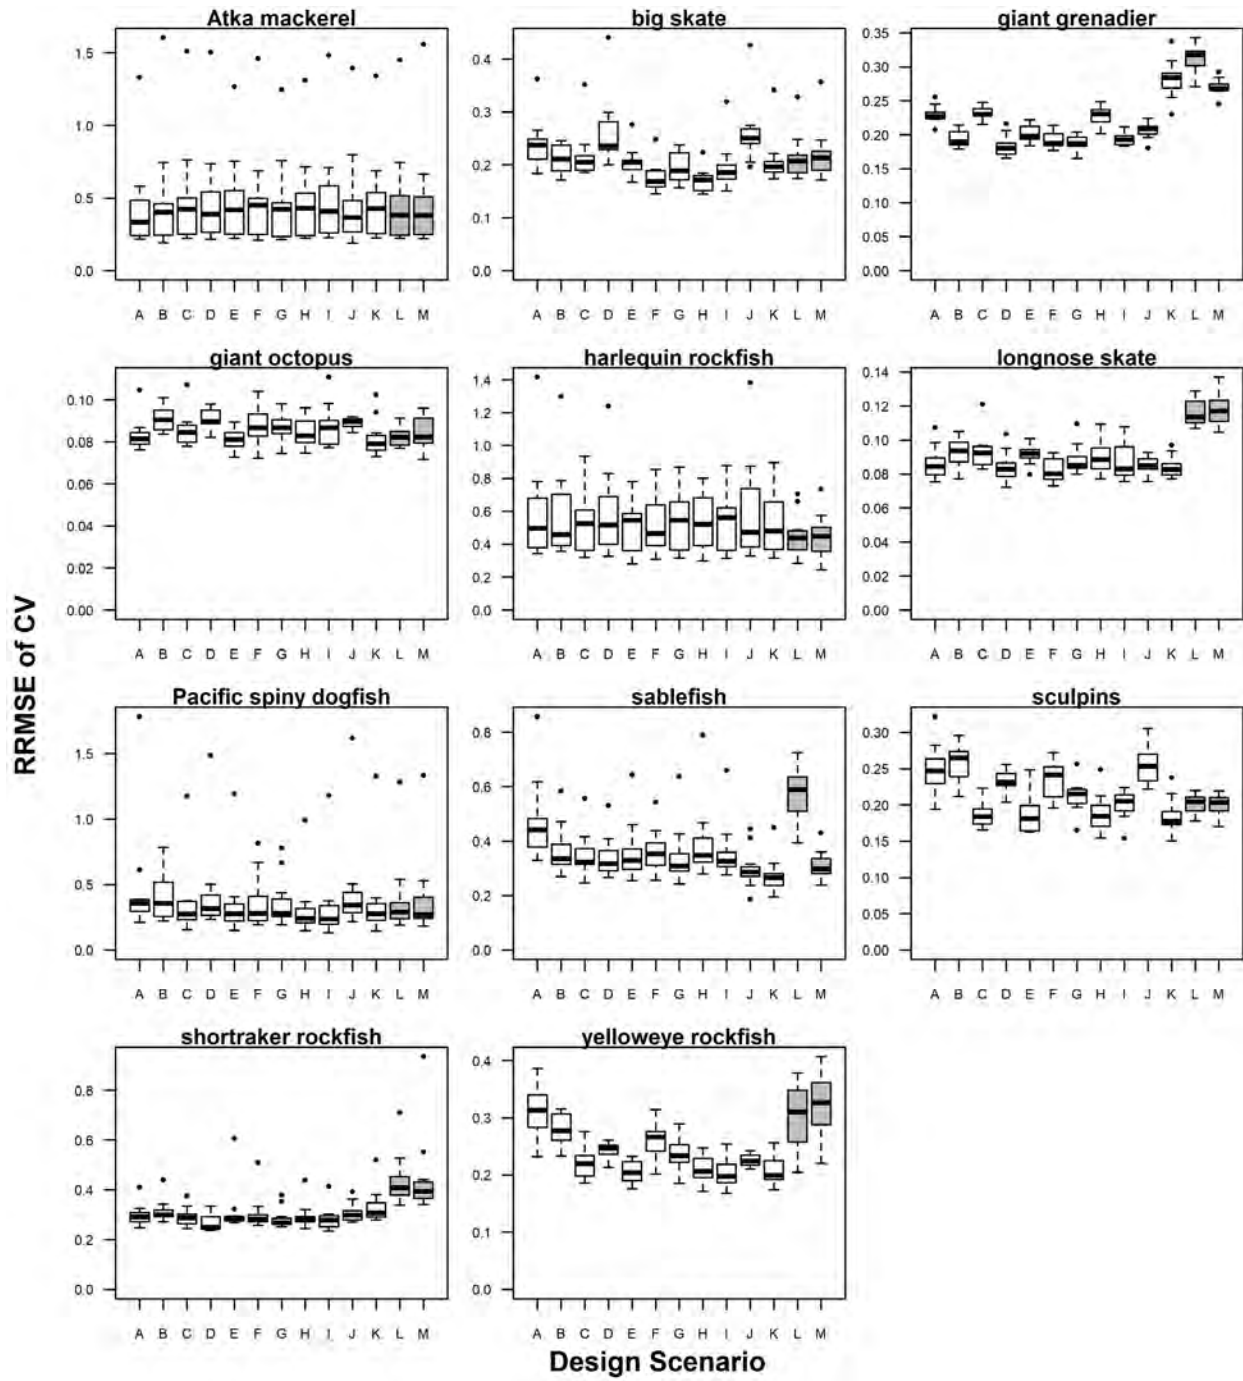 Atka mackerel
big skate
giant grenadier
1.5
1.0
0.5
0.0
0.4
0.3
0.2
0.1
0.0
0.35
0.30
0.25
0.20
0.15
0.10
0.05
0.00
A B C D E F G H I J K L M
A B C D E F G H I J K L M
A B C D E F G H I J K L M
giant octopus
harlequin rockfish
longnose skate
0.10
0.08
0.06
0.04
0.02
0.00
1.4
1.2
1.0
0.8
0.6
0.4
0.2
0.0
0.14
0.12
0.10
0.08
0.06
0.04
0.02
0.00
A B C D E F G H I J K L M
A B C D E F G H I J K L M
A B C D E F G H I J K L M
RRMSE of CV
Pacific spiny dogfish
sablefish
sculpins
1.5
1.0
0.5
0.0
0.8
0.6
0.4
0.2
0.0
0.30
0.25
0.20
0.15
0.10
0.05
0.00
A B C D E F G H I J K L M
A B C D E F G H I J K L M
A B C D E F G H I J K L M
shortraker rockfish
yelloweye rockfish
0.8
0.6
0.4
0.2
0.0
0.4
0.3
0.2
0.1
0.0
A B C D E F G H I J K L M
A B C D E F G H I J K L M
Design Scenario